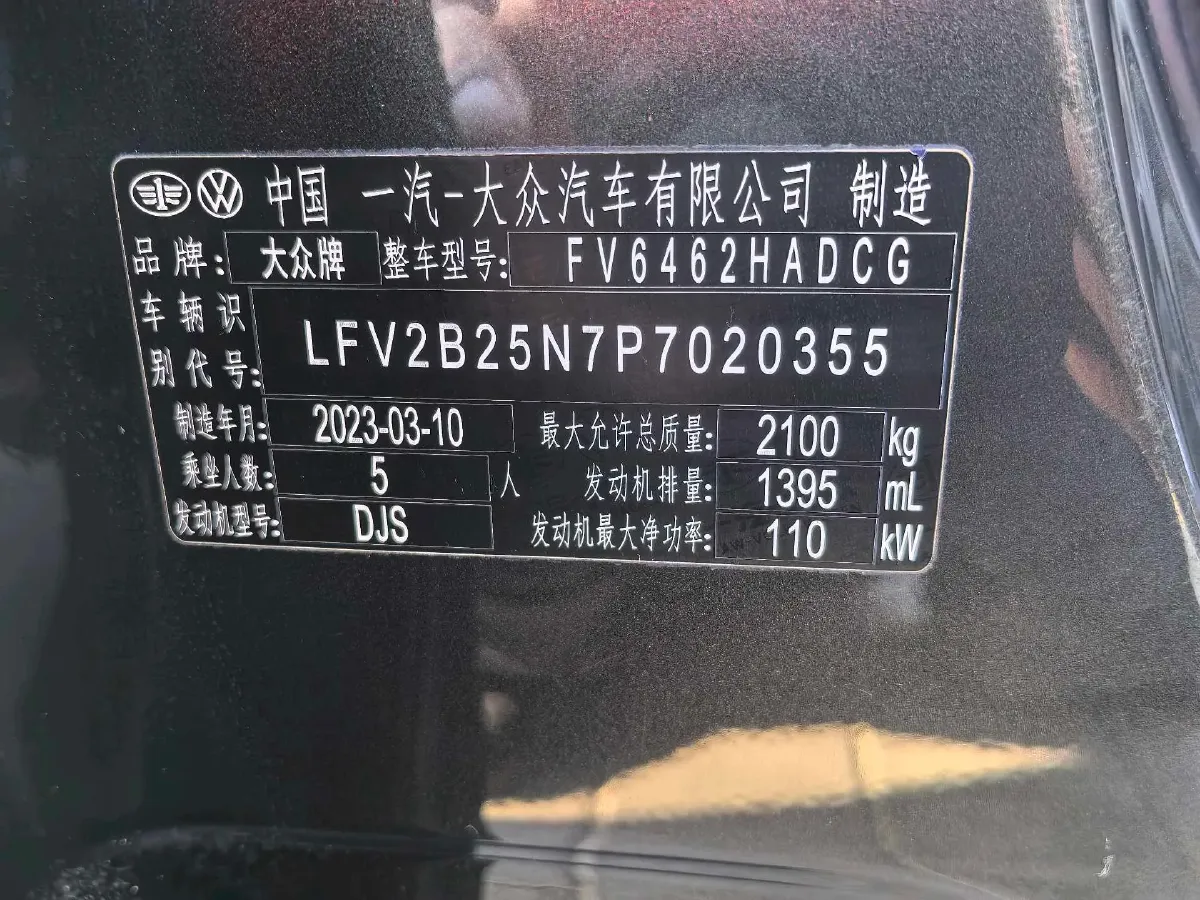 中国 一汽-大众汽车有限公司 制造
品牌: 大众牌 整车型号: FV6462HADCG
车辆识别代号: LFV2B25N7P7020355
制造年月: 2023-03-10 最大允许总质量: 2100 kg
乘坐人数: 5 人 发动机排量: 1395 mL
发动机型号: DJS 发动机最大净功率: 110 kW